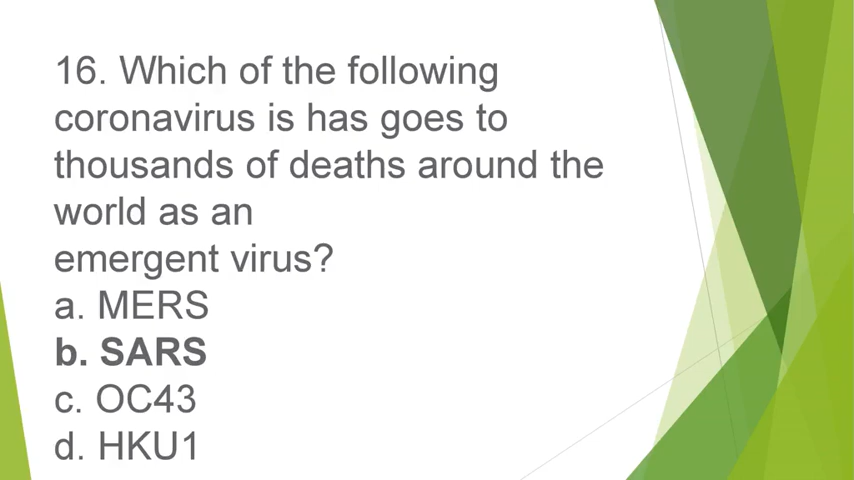 16. Which of the following
coronavirus is has goes to
thousands of deaths around the
world as an
emergent virus?
a. MERS
b. SARS
c. OC43
d. HKU1